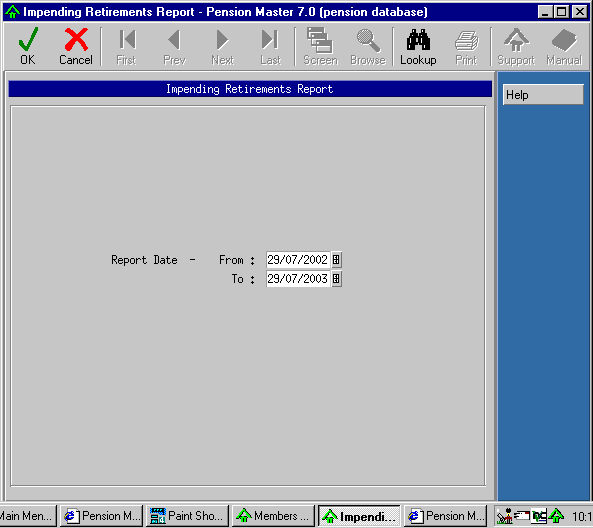 Impending Retirements Report - Pension Master 7.0 (pension database)
OK Cancel First Prev Next Last Screen Browse Lookup Print Support Manual
Impending Retirements Report
Help
Report Date - From : 29/07/2002
To : 29/07/2003
Main Men... Pension M... Paint Sho... Members ... Impendi... Pension M... 10:1